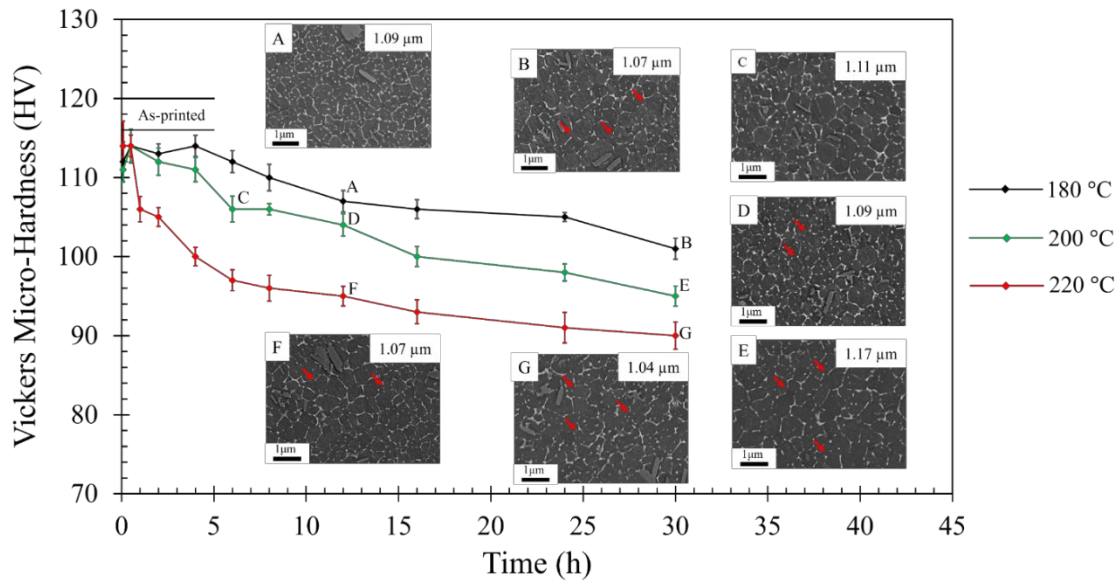 Vickers Micro-Hardness (HV)
130
120
110
100
90
80
70
As-printed
A
1.09 µm
1µm
B
1.07 µm
1µm
C
1.11 µm
1µm
D
1.09 µm
1µm
E
1.17 µm
1µm
F
1.07 µm
1µm
G
1.04 µm
1µm
A
B
C
D
E
F
G
180 °C
200 °C
220 °C
0 5 10 15 20 25 30 35 40 45
Time (h)